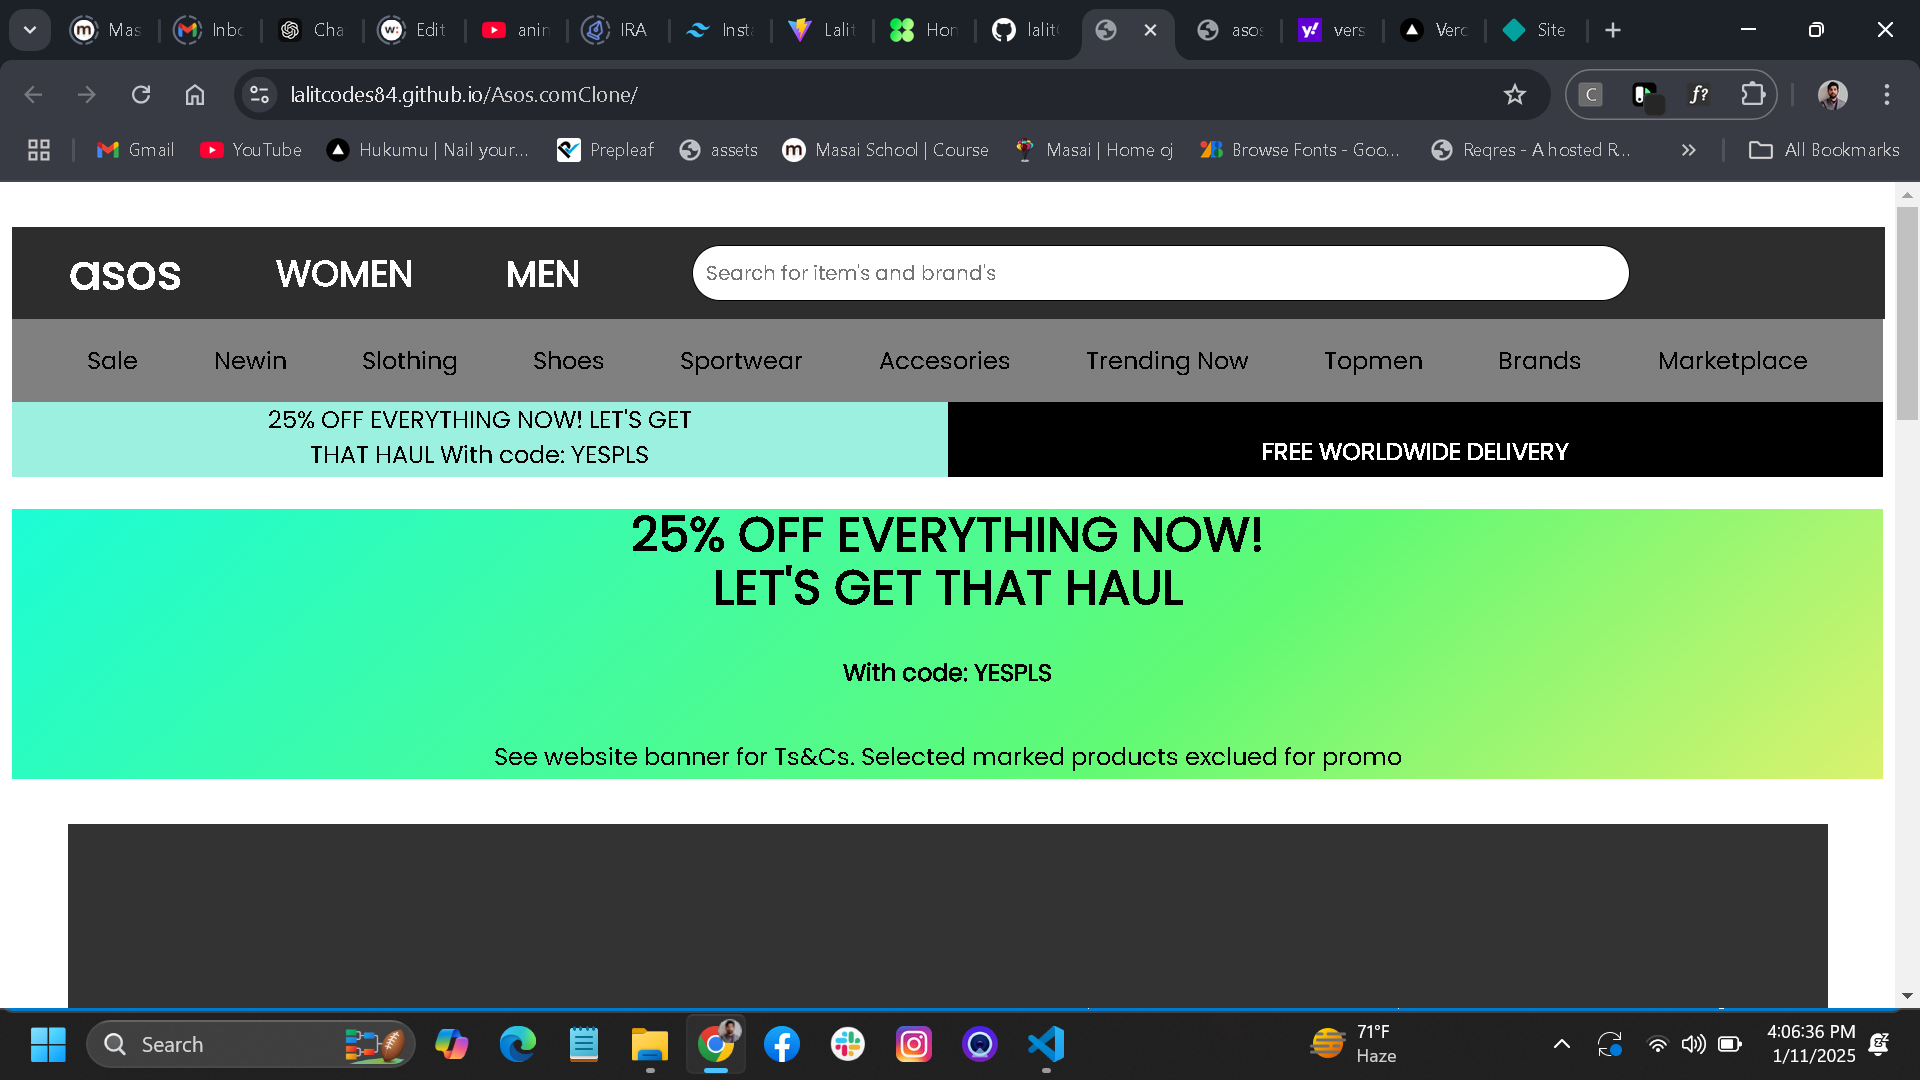 Mas
Inbo
Cha
Edit
anin
IRA
Insta
Lalit
Hon
lalit
asos
vers
Verc
Site
lalitcodes84.github.io/Asos.comClone/
C
f?
Gmail
YouTube
Hukumu | Nail your...
Prepleaf
assets
Masai School | Course
Masai | Home oj
Browse Fonts - Goo...
Reqres - A hosted R...
All Bookmarks
asos
WOMEN
MEN
Search for item's and brand's
Sale
Newin
Slothing
Shoes
Sportwear
Accesories
Trending Now
Topmen
Brands
Marketplace
25% OFF EVERYTHING NOW! LET'S GET
THAT HAUL With code: YESPLS
FREE WORLDWIDE DELIVERY
25% OFF EVERYTHING NOW!
LET'S GET THAT HAUL
With code: YESPLS
See website banner for Ts&Cs. Selected marked products exclued for promo
Search
71°F
Haze
4:06:36 PM
1/11/2025